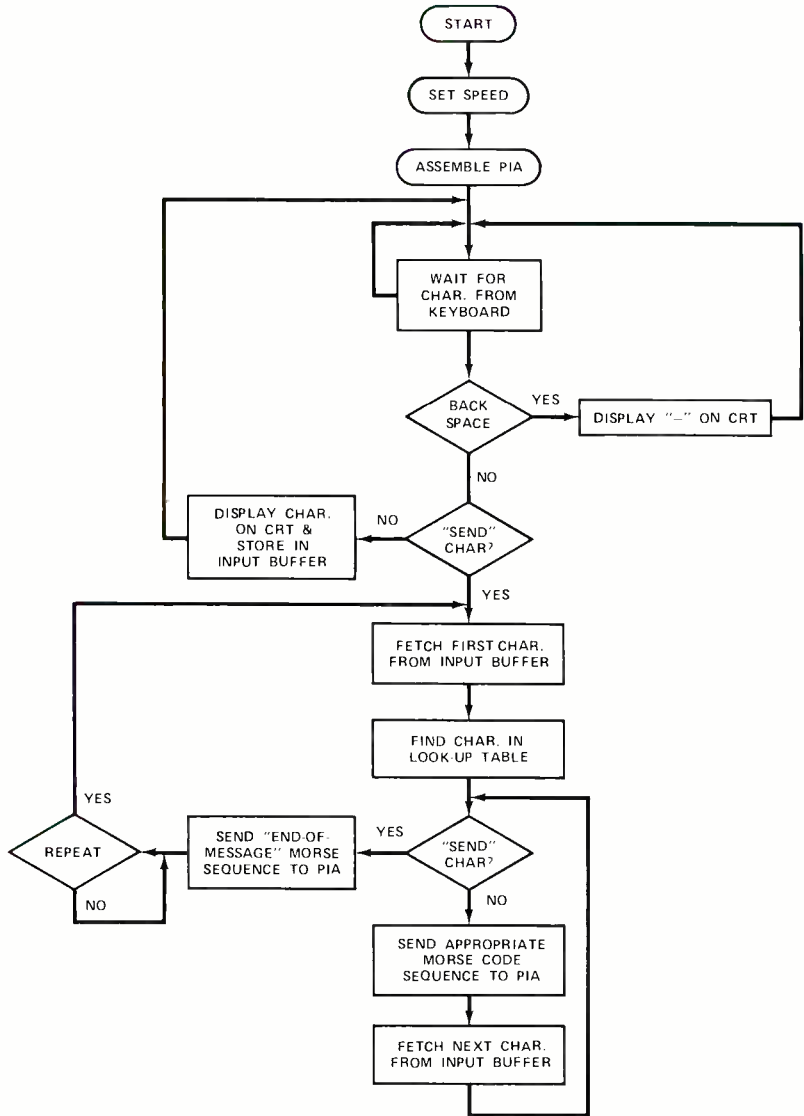 START
SET SPEED
ASSEMBLE PIA
WAIT FOR
CHAR. FROM
KEYBOARD
BACK
SPACE
YES
DISPLAY "–" ON CRT
NO
DISPLAY CHAR.
ON CRT &
STORE IN
INPUT BUFFER
NO
"SEND"
CHAR?
YES
FETCH FIRST CHAR.
FROM INPUT BUFFER
FIND CHAR. IN
LOOK-UP TABLE
YES
REPEAT
NO
SEND "END-OF-
MESSAGE" MORSE
SEQUENCE TO PIA
YES
"SEND"
CHAR?
NO
SEND APPROPRIATE
MORSE CODE
SEQUENCE TO PIA
FETCH NEXT CHAR.
FROM INPUT BUFFER